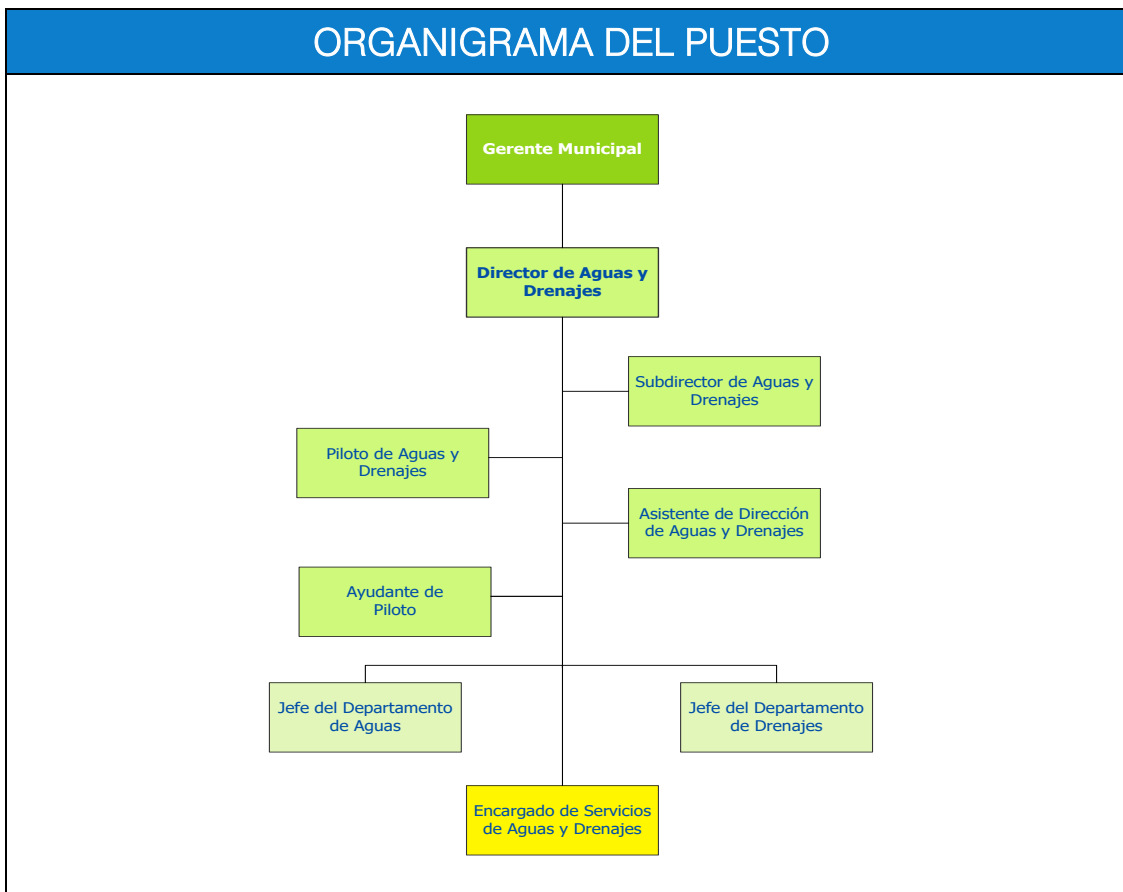 ORGANIGRAMA DEL PUESTO
Gerente Municipal
Director de Aguas y
Drenajes
Subdirector de Aguas y
Drenajes
Piloto de Aguas y
Drenajes
Asistente de Dirección
de Aguas y Drenajes
Ayudante de
Piloto
Jefe del Departamento
de Aguas
Jefe del Departamento
de Drenajes
Encargado de Servicios
de Aguas y Drenajes